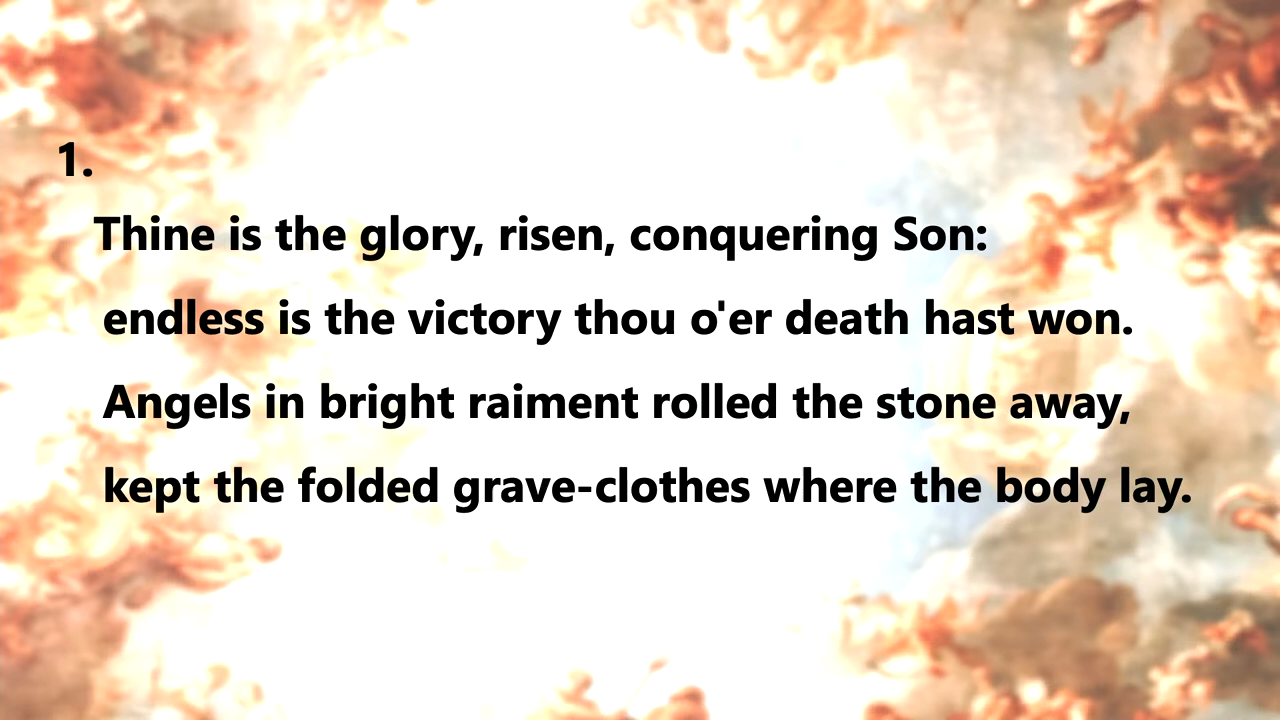 1.
Thine is the glory, risen, conquering Son:
endless is the victory thou o'er death hast won.
Angels in bright raiment rolled the stone away,
kept the folded grave-clothes where the body lay.